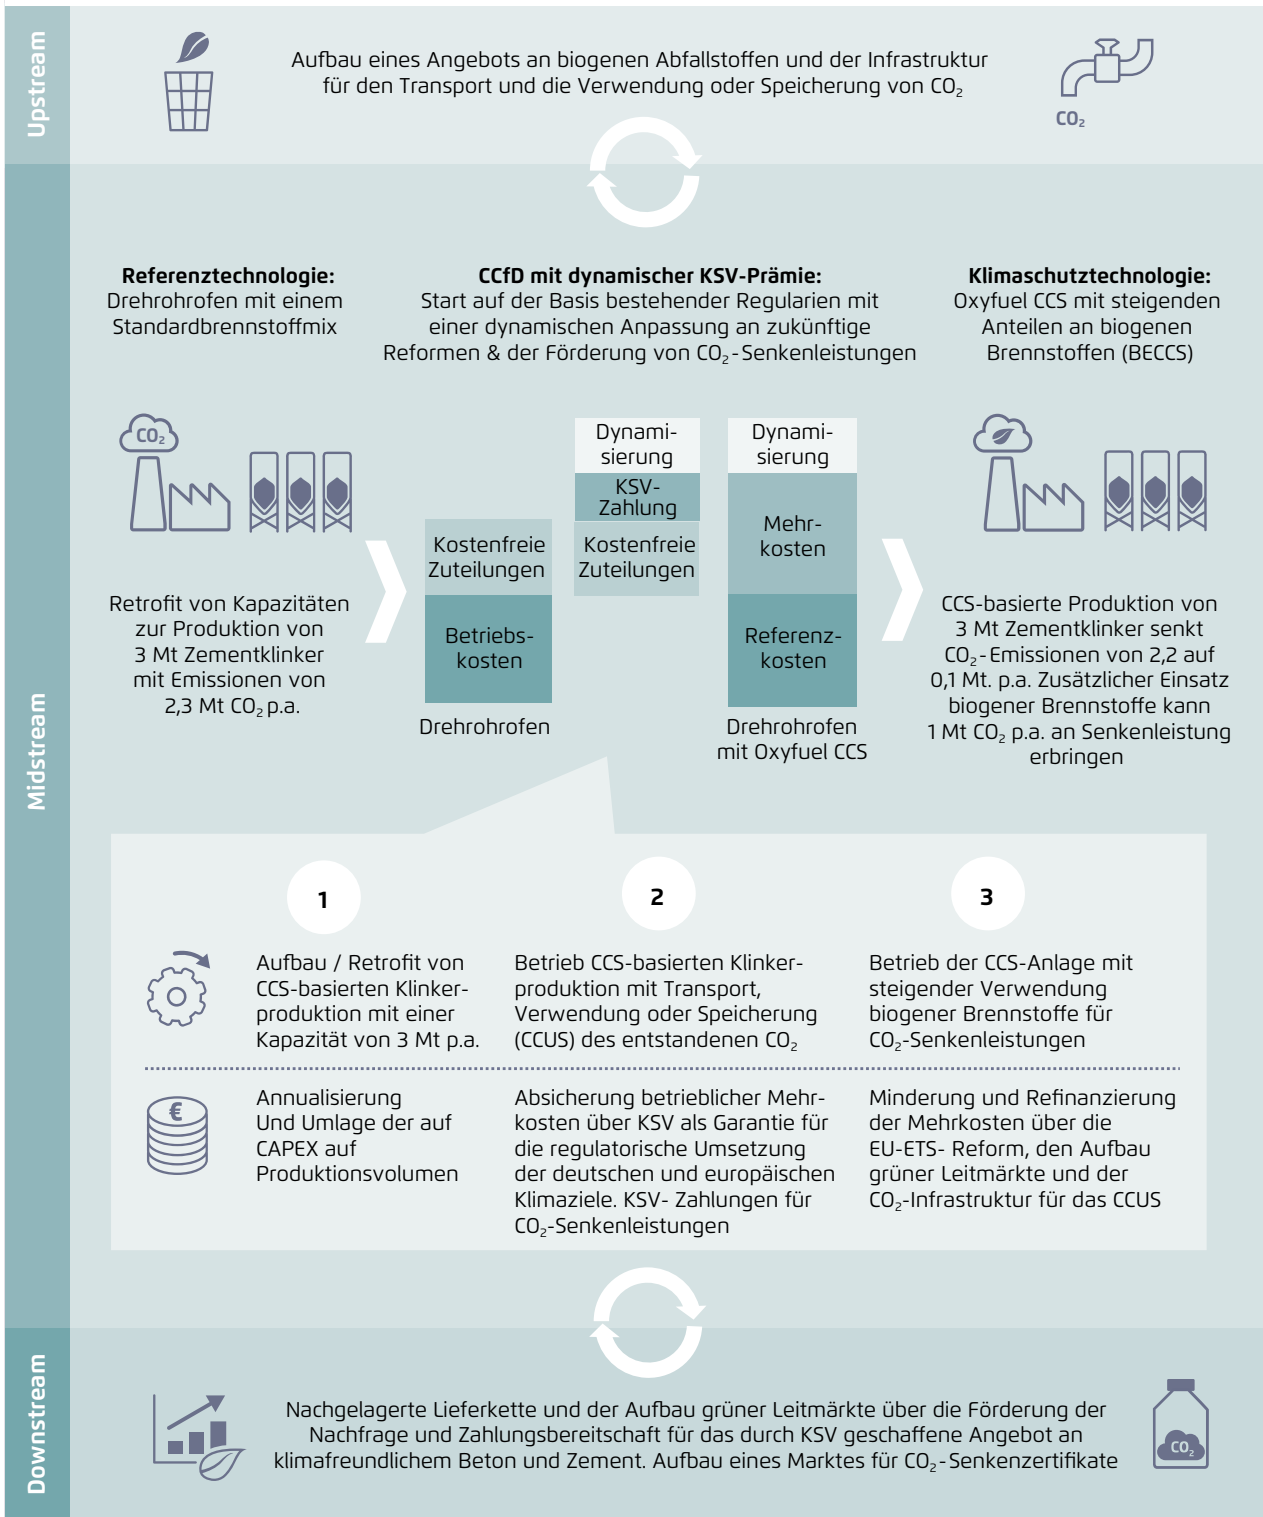 Upstream
Aufbau eines Angebots an biogenen Abfallstoffen und der Infrastruktur
für den Transport und die Verwendung oder Speicherung von CO₂
CO₂
Midstream
Referenztechnologie:
Drehrohrofen mit einem
Standardbrennstoffmix
CCfD mit dynamischer KSV-Prämie:
Start auf der Basis bestehender Regularien mit
einer dynamischen Anpassung an zukünftige
Reformen & der Förderung von CO₂-Senkenleistungen
Klimaschutztechnologie:
Oxyfuel CCS mit steigenden
Anteilen an biogenen
Brennstoffen (BECCS)
CO₂
Retrofit von Kapazitäten
zur Produktion von
3 Mt Zementklinker
mit Emissionen von
2,3 Mt CO₂ p.a.
Kostenfreie
Zuteilungen
Betriebs-
kosten
Drehrohrofen
Dynami-
sierung
KSV-
Zahlung
Kostenfreie
Zuteilungen
Dynami-
sierung
Mehr-
kosten
Referenz-
kosten
Drehrohrofen
mit Oxyfuel CCS
CCS-basierte Produktion von
3 Mt Zementklinker senkt
CO₂-Emissionen von 2,2 auf
0,1 Mt. p.a. Zusätzlicher Einsatz
biogener Brennstoffe kann
1 Mt CO₂ p.a. an Senkenleistung
erbringen
1
2
3
Aufbau / Retrofit von
CCS-basierten Klinker-
produktion mit einer
Kapazität von 3 Mt p.a.
Betrieb CCS-basierten Klinker-
produktion mit Transport,
Verwendung oder Speicherung
(CCUS) des entstandenen CO₂
Betrieb der CCS-Anlage mit
steigender Verwendung
biogener Brennstoffe für
CO₂-Senkenleistungen
€
Annualisierung
Und Umlage der auf
CAPEX auf
Produktionsvolumen
Absicherung betrieblicher Mehr-
kosten über KSV als Garantie für
die regulatorische Umsetzung
der deutschen und europäischen
Klimaziele. KSV- Zahlungen für
CO₂-Senkenleistungen
Minderung und Refinanzierung
der Mehrkosten über die
EU-ETS- Reform, den Aufbau
grüner Leitmärkte und der
CO₂-Infrastruktur für das CCUS
Downstream
Nachgelagerte Lieferkette und der Aufbau grüner Leitmärkte über die Förderung der
Nachfrage und Zahlungsbereitschaft für das durch KSV geschaffene Angebot an
klimafreundlichem Beton und Zement. Aufbau eines Marktes für CO₂-Senkenzertifikate
CO₂